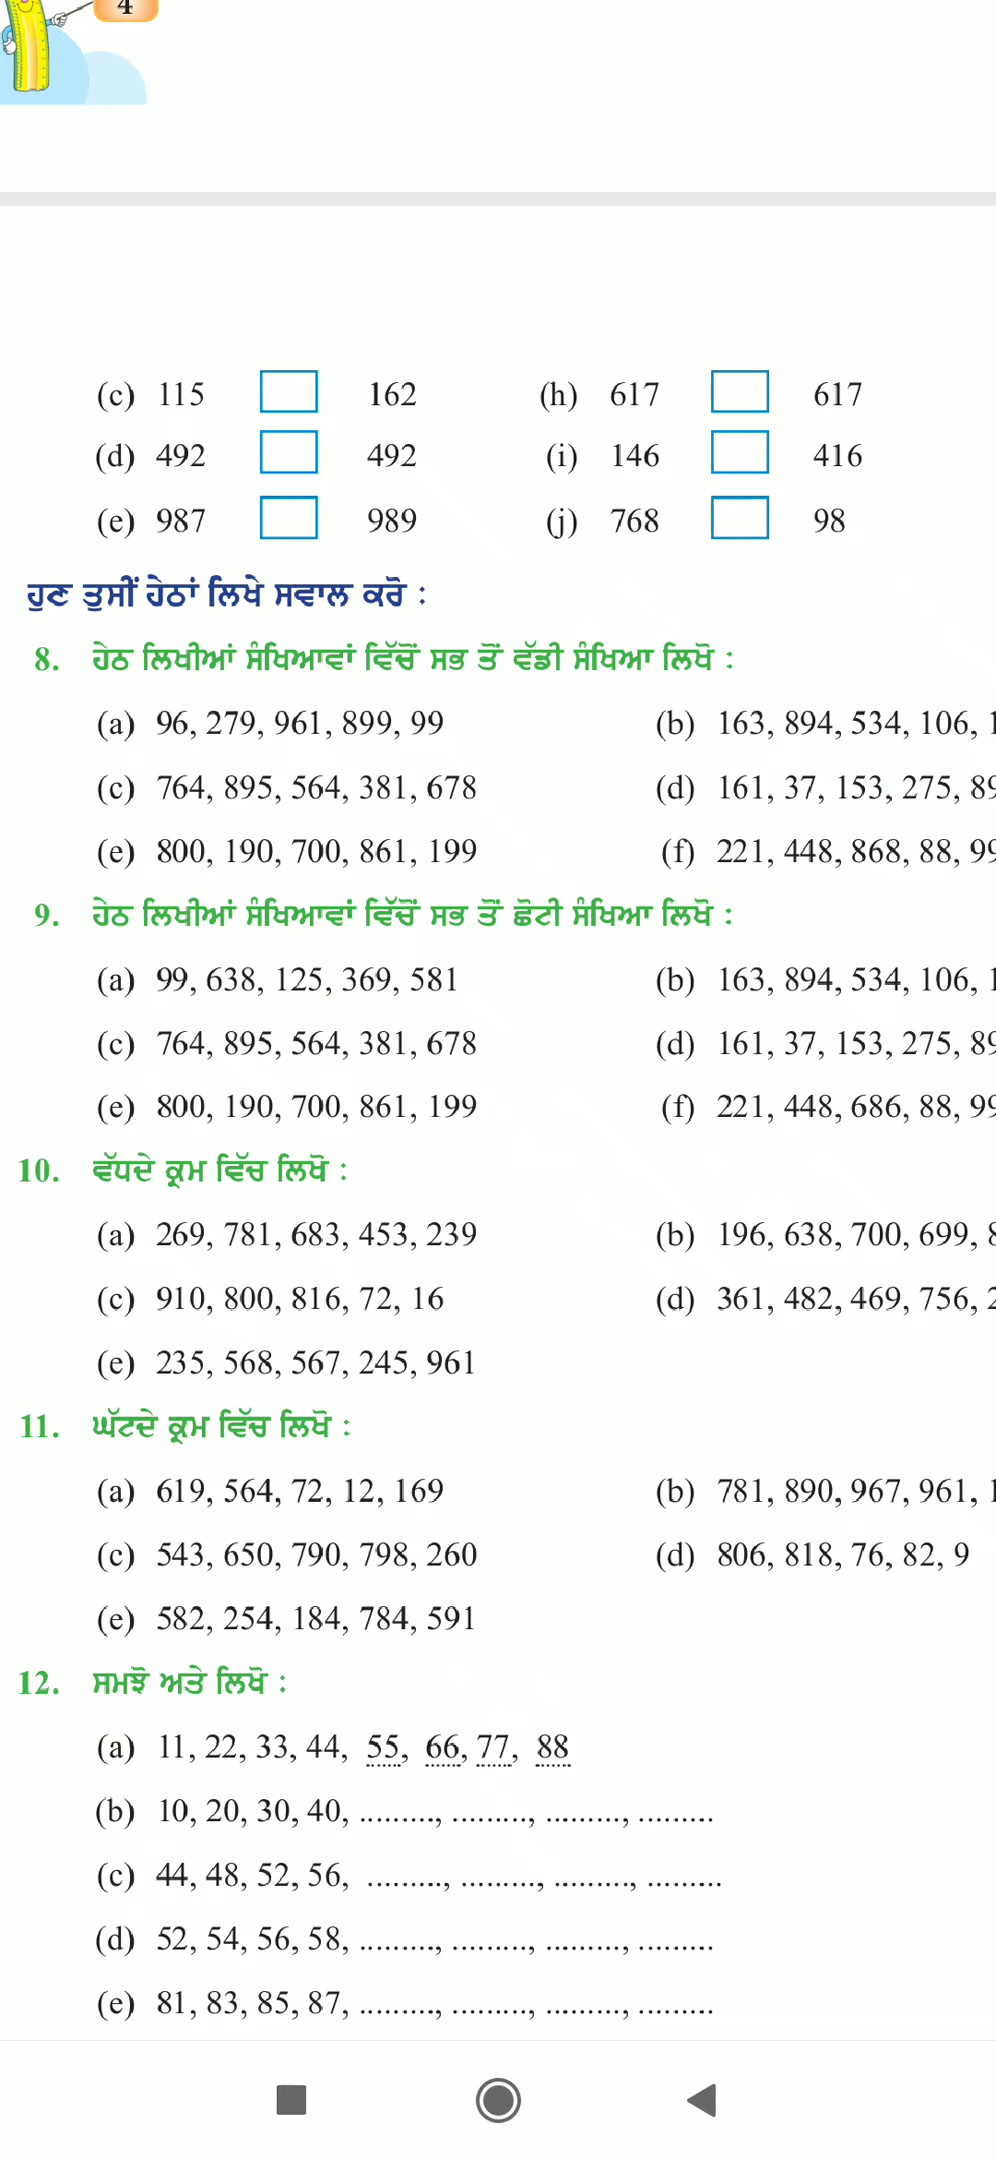 4
(c) 115 162 (h) 617 617
(d) 492 492 (i) 146 416
(e) 987 989 (j) 768 98
ਹੁਣ ਤੁਸੀਂ ਹੇਠਾਂ ਲਿਖੇ ਸਵਾਲ ਕਰੋ :
8. ਹੇਠ ਲਿਖੀਆਂ ਸੰਖਿਆਵਾਂ ਵਿੱਚੋਂ ਸਭ ਤੋਂ ਵੱਡੀ ਸੰਖਿਆ ਲਿਖੋ :
(a) 96, 279, 961, 899, 99 (b) 163, 894, 534, 106,
(c) 764, 895, 564, 381, 678 (d) 161, 37, 153, 275,
(e) 800, 190, 700, 861, 199 (f) 221, 448, 868, 88,
9. ਹੇਠ ਲਿਖੀਆਂ ਸੰਖਿਆਵਾਂ ਵਿੱਚੋਂ ਸਭ ਤੋਂ ਛੋਟੀ ਸੰਖਿਆ ਲਿਖੋ :
(a) 99, 638, 125, 369, 581 (b) 163, 894, 534, 106,
(c) 764, 895, 564, 381, 678 (d) 161, 37, 153, 275,
(e) 800, 190, 700, 861, 199 (f) 221, 448, 686, 88,
10. ਵੱਧਦੇ ਕ੍ਰਮ ਵਿੱਚ ਲਿਖੋ :
(a) 269, 781, 683, 453, 239 (b) 196, 638, 700, 699,
(c) 910, 800, 816, 72, 16 (d) 361, 482, 469, 756,
(e) 235, 568, 567, 245, 961
11. ਘੱਟਦੇ ਕ੍ਰਮ ਵਿੱਚ ਲਿਖੋ :
(a) 619, 564, 72, 12, 169 (b) 781, 890, 967, 961,
(c) 543, 650, 790, 798, 260 (d) 806, 818, 76, 82, 9
(e) 582, 254, 184, 784, 591
12. ਸਮਝੋ ਅਤੇ ਲਿਖੋ :
(a) 11, 22, 33, 44, 55, 66, 77, 88
(b) 10, 20, 30, 40, ........., ........., ........., .........
(c) 44, 48, 52, 56, ........., ........., ........., .........
(d) 52, 54, 56, 58, ........., ........., ........., .........
(e) 81, 83, 85, 87, ........., ........., ........., .........